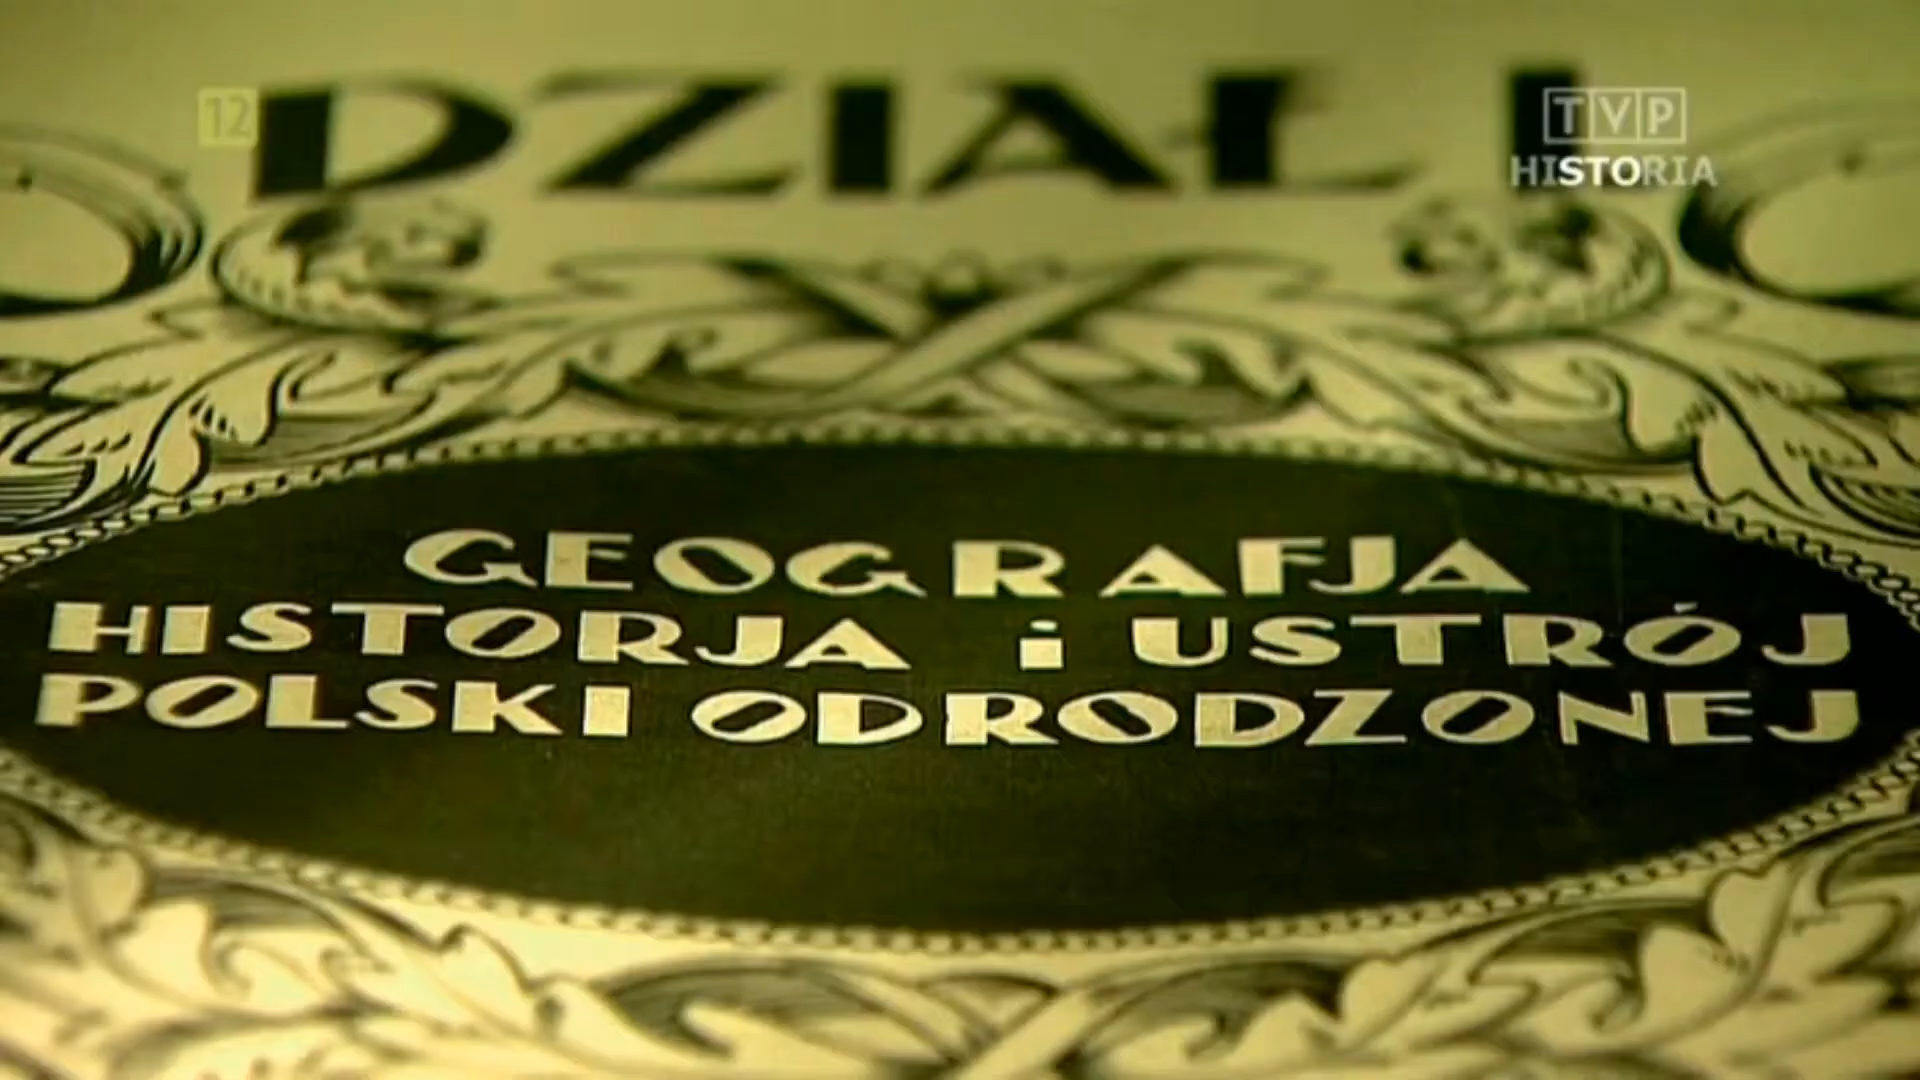 12
DZIAŁ I
TVP
HISTORIA
GEOGRAFJA
HISTORJA i USTRÓJ
POLSKI ODRODZONEJ